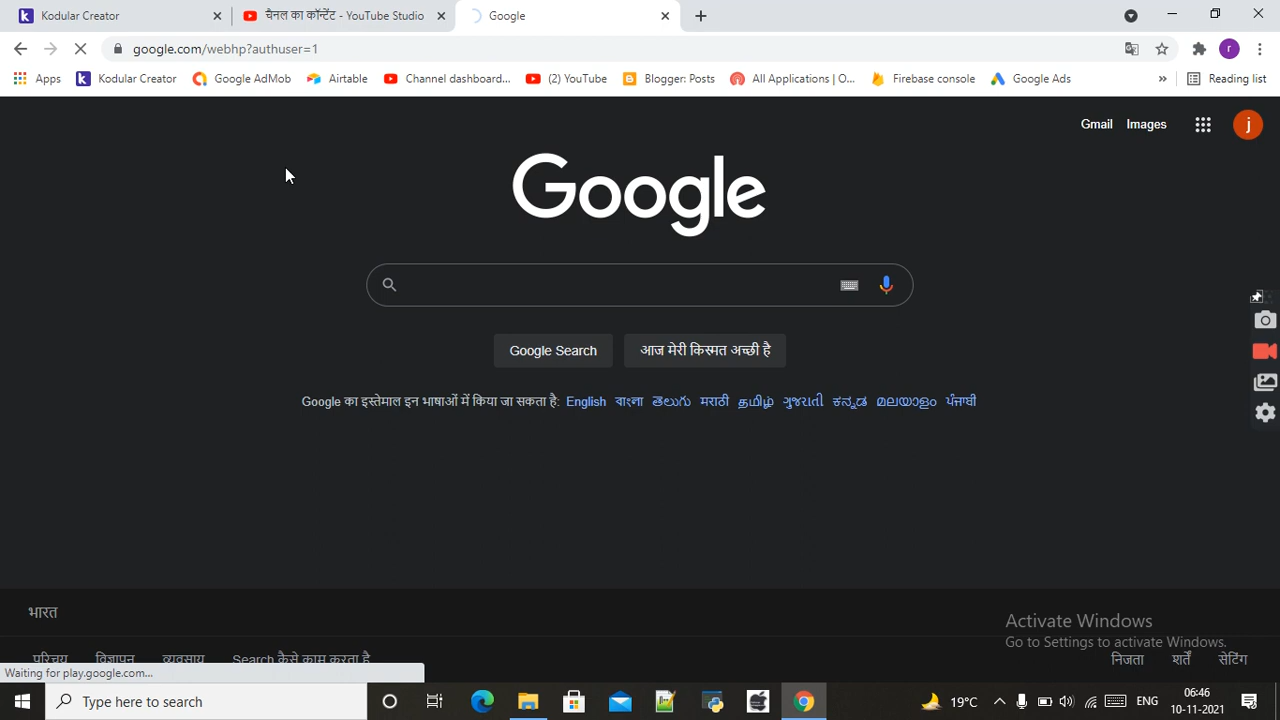 Kodular Creator
चैनल का कॉन्टेंट - YouTube Studio
Google
google.com/webhp?authuser=1
r
Apps
Kodular Creator
Google AdMob
Airtable
Channel dashboard...
(2) YouTube
Blogger: Posts
All Applications | O...
Firebase console
Google Ads
»
Reading list
Gmail
Images
j
Google
Google Search
आज मेरी किस्मत अच्छी है
Google का इस्तेमाल इन भाषाओं में किया जा सकता है: English বাংলা తెలుగు मराठी தமிழ் ગુજરાતી ಕನ್ನಡ മലയാളം ਪੰਜਾਬੀ
भारत
Activate Windows
Go to Settings to activate Windows.
परिचय विज्ञापन व्यवसाय Search कैसे काम करता है
निजता शर्तें सेटिंग
Waiting for play.google.com...
Type here to search
19°C
ENG
06:46
10-11-2021